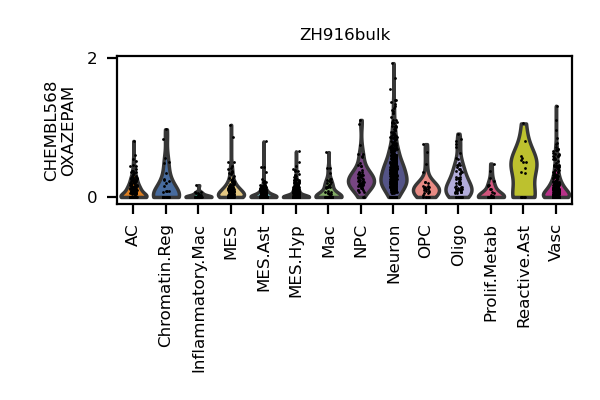 ZH916bulk
CHEMBL568
OXAZEPAM
2
0
AC
Chromatin.Reg
Inflammatory.Mac
MES
MES.Ast
MES.Hyp
Mac
NPC
Neuron
OPC
Oligo
Prolif.Metab
Reactive.Ast
Vasc